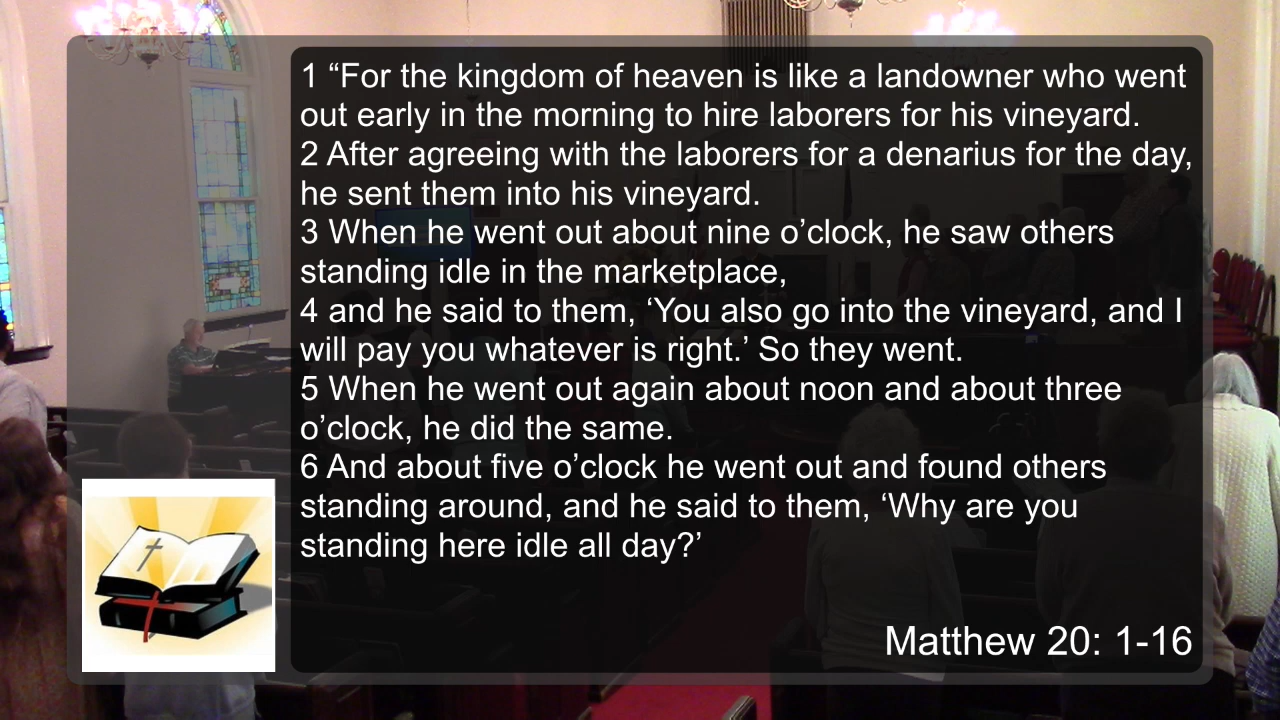 1 “For the kingdom of heaven is like a landowner who went
out early in the morning to hire laborers for his vineyard.
2 After agreeing with the laborers for a denarius for the day,
he sent them into his vineyard.
3 When he went out about nine o’clock, he saw others
standing idle in the marketplace,
4 and he said to them, ‘You also go into the vineyard, and I
will pay you whatever is right.’ So they went.
5 When he went out again about noon and about three
o’clock, he did the same.
6 And about five o’clock he went out and found others
standing around, and he said to them, ‘Why are you
standing here idle all day?’
Matthew 20: 1-16